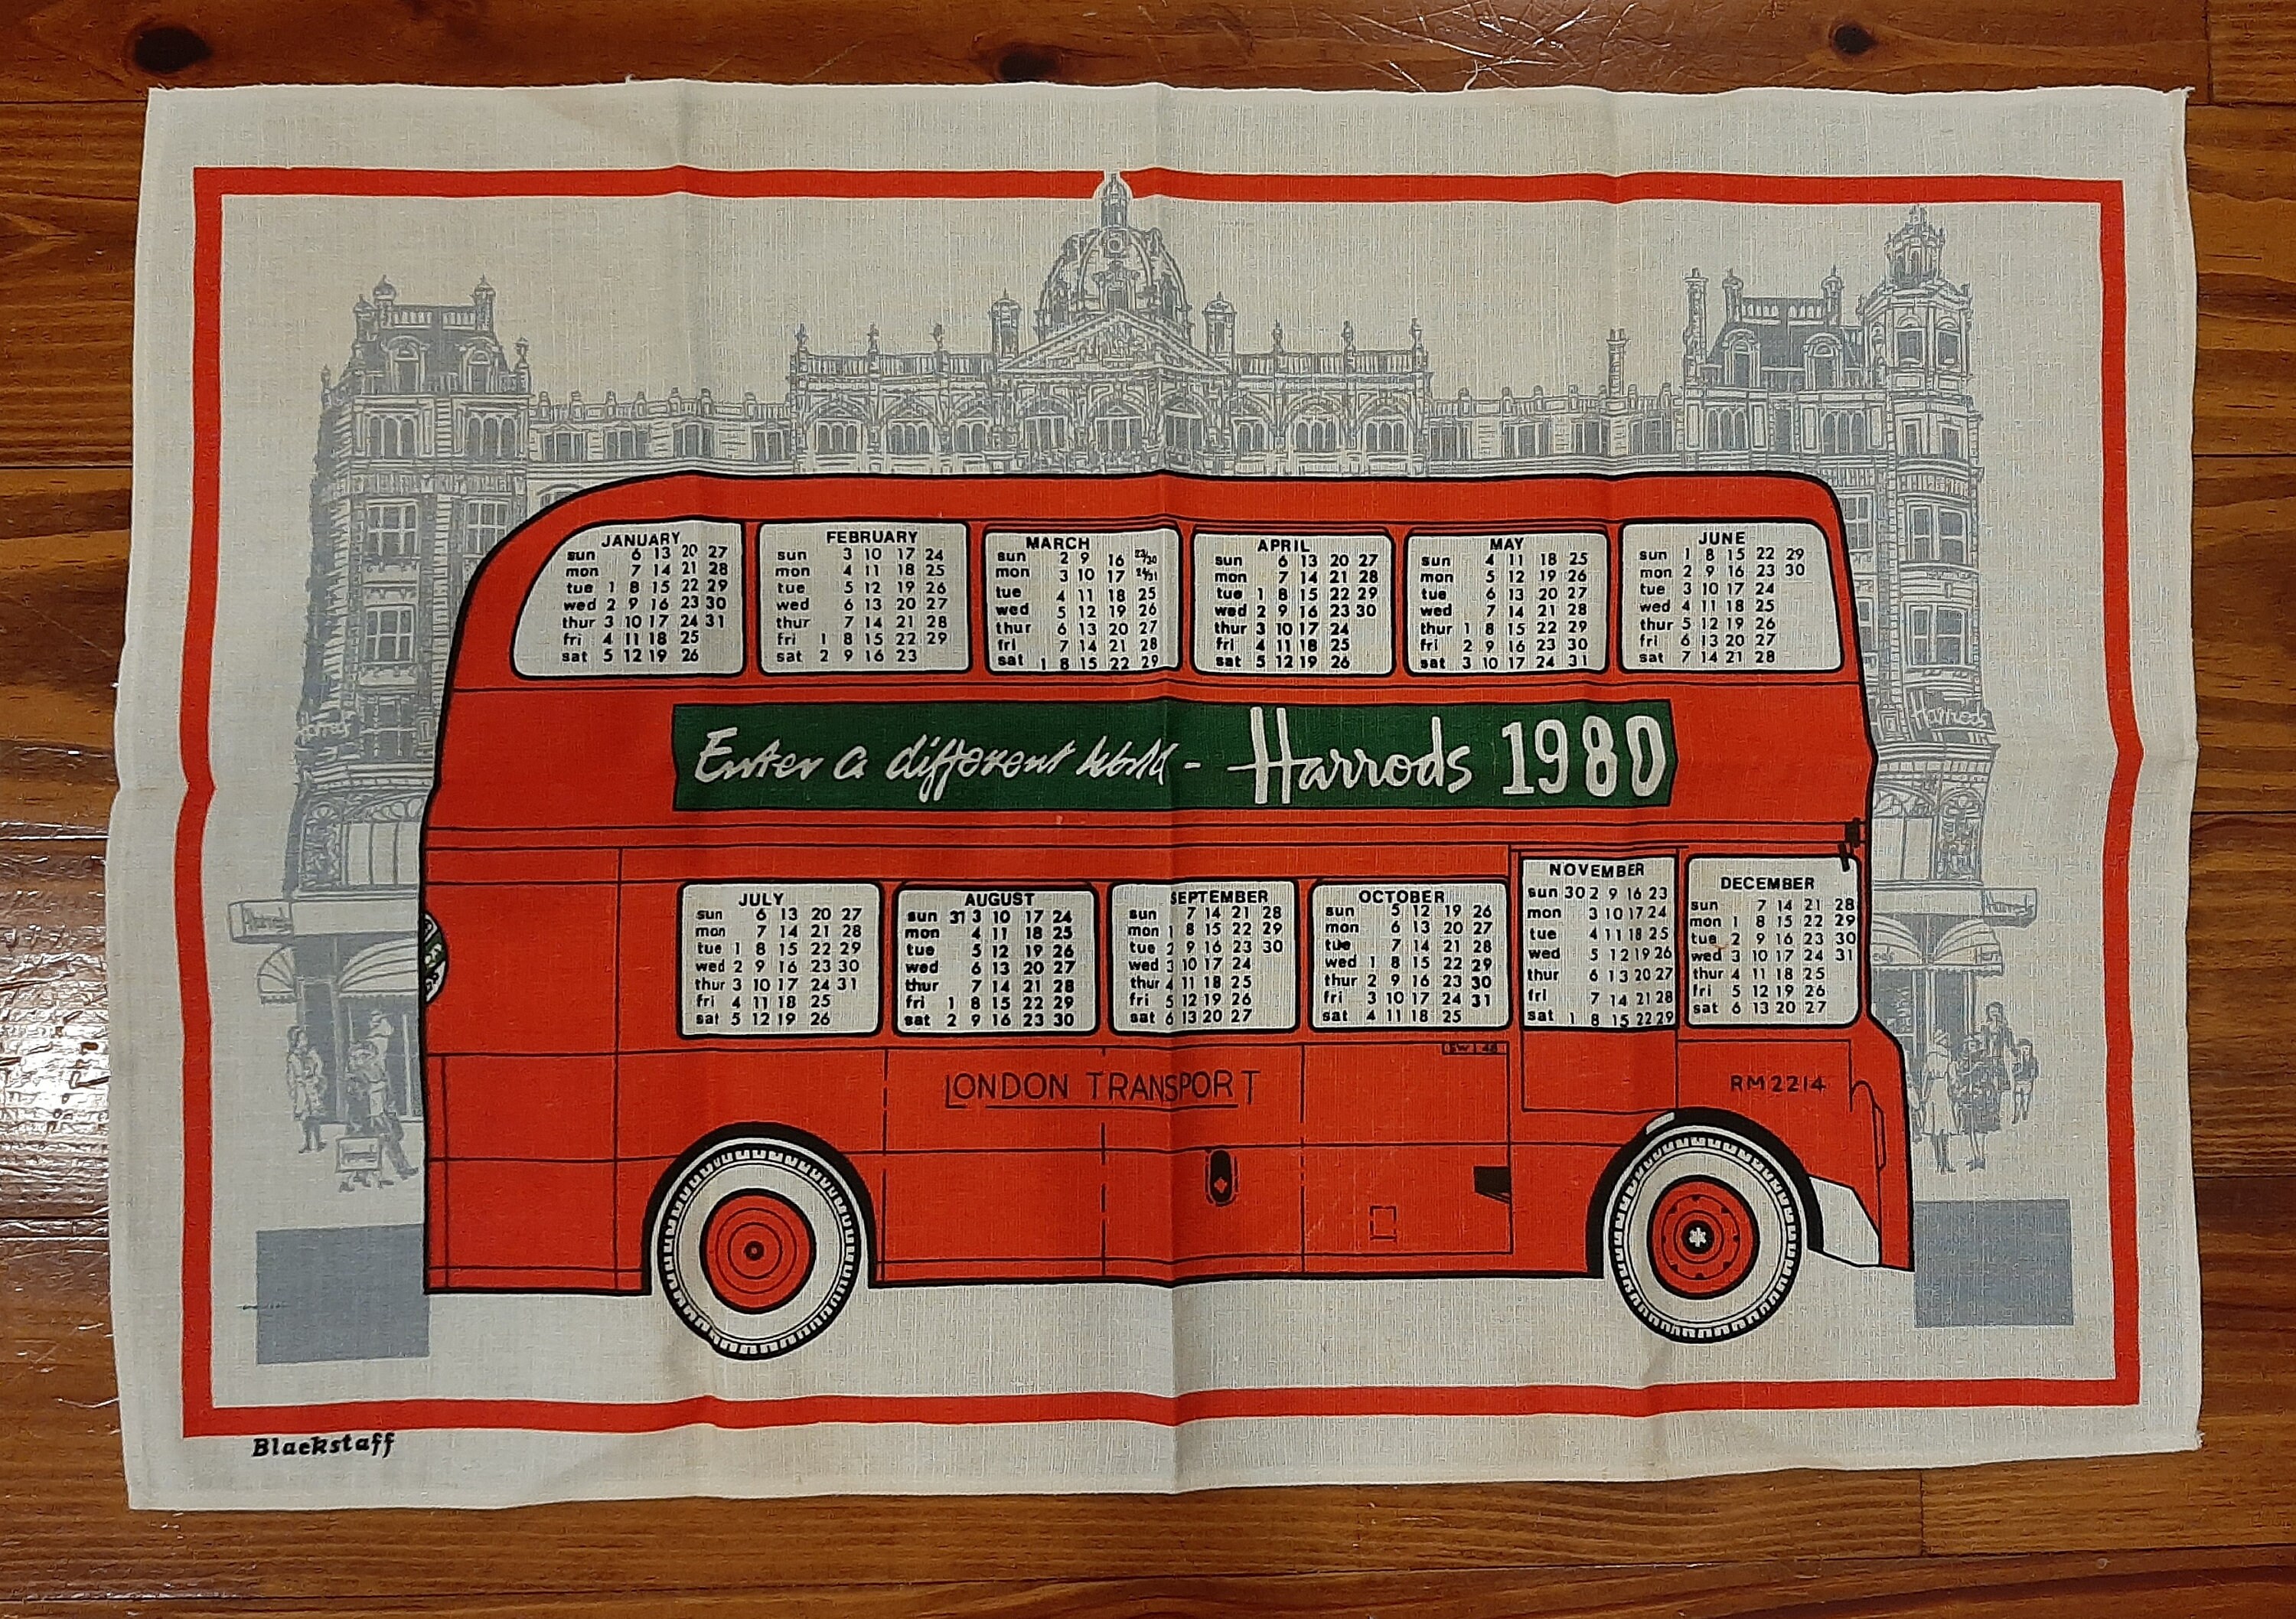 JANUARY
sun 6 13 20 27
mon 7 14 21 28
tue 1 8 15 22 29
wed 2 9 16 23 30
thur 3 10 17 24 31
fri 4 11 18 25
sat 5 12 19 26
FEBRUARY
sun 3 10 17 24
mon 4 11 18 25
tue 5 12 19 26
wed 6 13 20 27
thur 7 14 21 28
fri 1 8 15 22 29
sat 2 9 16 23
MARCH
sun 2 9 16 23/30
mon 3 10 17 24/31
tue 4 11 18 25
wed 5 12 19 26
thur 6 13 20 27
fri 7 14 21 28
sat 1 8 15 22 29
APRIL
sun 6 13 20 27
mon 7 14 21 28
tue 1 8 15 22 29
wed 2 9 16 23 30
thur 3 10 17 24
fri 4 11 18 25
sat 5 12 19 26
MAY
sun 4 11 18 25
mon 5 12 19 26
tue 6 13 20 27
wed 7 14 21 28
thur 1 8 15 22 29
fri 2 9 16 23 30
sat 3 10 17 24 31
JUNE
sun 1 8 15 22 29
mon 2 9 16 23 30
tue 3 10 17 24
wed 4 11 18 25
thur 5 12 19 26
fri 6 13 20 27
sat 7 14 21 28
Enter a different World - Harrods 1980
Harrods
JULY
sun 6 13 20 27
mon 7 14 21 28
tue 1 8 15 22 29
wed 2 9 16 23 30
thur 3 10 17 24 31
fri 4 11 18 25
sat 5 12 19 26
AUGUST
sun 31 3 10 17 24
mon 4 11 18 25
tue 5 12 19 26
wed 6 13 20 27
thur 7 14 21 28
fri 1 8 15 22 29
sat 2 9 16 23 30
SEPTEMBER
sun 7 14 21 28
mon 1 8 15 22 29
tue 2 9 16 23 30
wed 3 10 17 24
thur 4 11 18 25
fri 5 12 19 26
sat 6 13 20 27
OCTOBER
sun 5 12 19 26
mon 6 13 20 27
tue 7 14 21 28
wed 1 8 15 22 29
thur 2 9 16 23 30
fri 3 10 17 24 31
sat 4 11 18 25
NOVEMBER
sun 30 2 9 16 23
mon 3 10 17 24
tue 4 11 18 25
wed 5 12 19 26
thur 6 13 20 27
fri 7 14 21 28
sat 1 8 15 22 29
DECEMBER
sun 7 14 21 28
mon 1 8 15 22 29
tue 2 9 16 23 30
wed 3 10 17 24 31
thur 4 11 18 25
fri 5 12 19 26
sat 6 13 20 27
Harrods
LONDON TRANSPORT
RM2214
Blackstaff